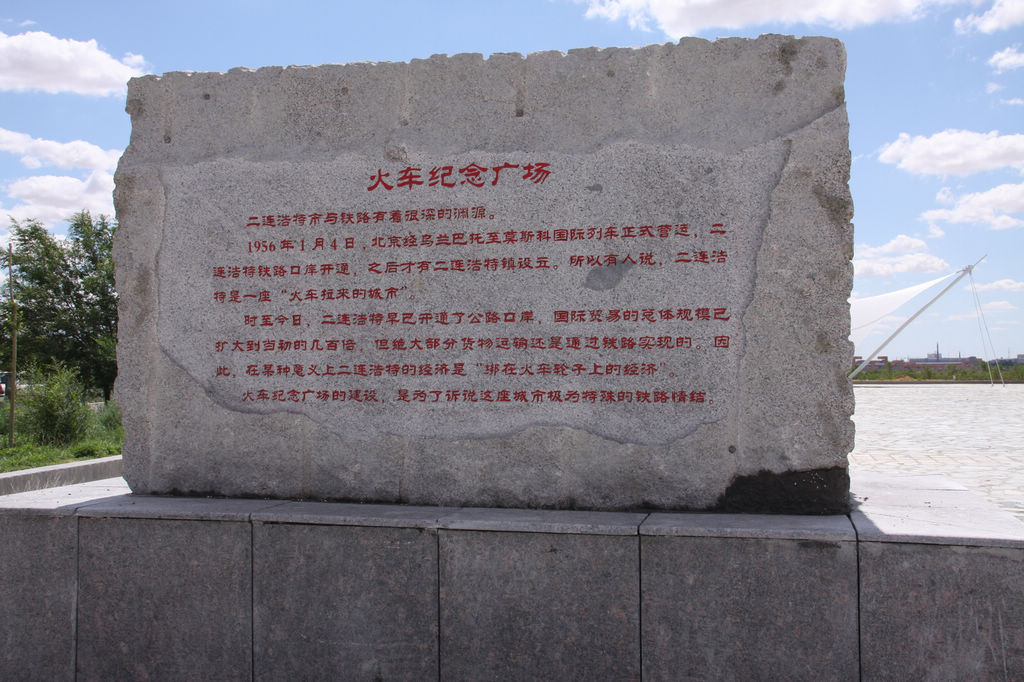 火车纪念广场
二连浩特市与铁路有着很深的渊源。
1956年1月4日，北京经乌兰巴托至莫斯科国际列车正式营运，二
连浩特铁路口岸开通，之后才有二连浩特镇设立。所以有人说，二连浩
特是一座“火车拉来的城市”。
时至今日，二连浩特早已开通了公路口岸，国际贸易的总体规模已
扩大到当初的几百倍，但绝大部分货物运输还是通过铁路实现的。因
此，在某种意义上二连浩特的经济是“绑在火车轮子上的经济”。
火车纪念广场的建设，是为了诉说这座城市极为特殊的铁路情结。